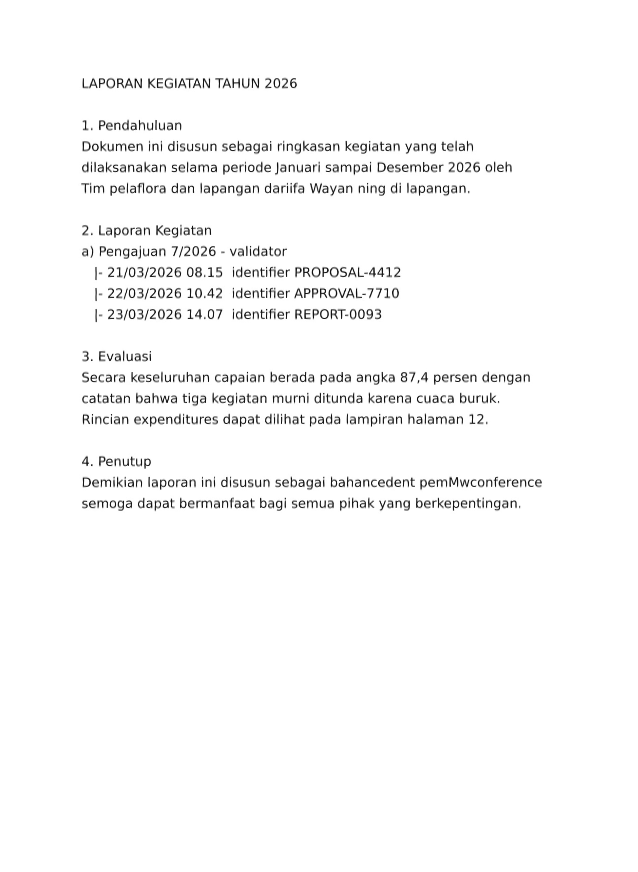 LAPORAN KEGIATAN TAHUN 2026
1. Pendahuluan
Dokumen ini disusun sebagai ringkasan kegiatan yang telah
dilaksanakan selama periode Januari sampai Desember 2026 oleh
Tim pelaflora dan lapangan dariifa Wayan ning di lapangan.
2. Laporan Kegiatan
a) Pengajuan 7/2026 - validator
|- 21/03/2026 08.15  identifier PROPOSAL-4412
|- 22/03/2026 10.42  identifier APPROVAL-7710
|- 23/03/2026 14.07  identifier REPORT-0093
3. Evaluasi
Secara keseluruhan capaian berada pada angka 87,4 persen dengan
catatan bahwa tiga kegiatan murni ditunda karena cuaca buruk.
Rincian expenditures dapat dilihat pada lampiran halaman 12.
4. Penutup
Demikian laporan ini disusun sebagai bahancedent pemMwconference
semoga dapat bermanfaat bagi semua pihak yang berkepentingan.